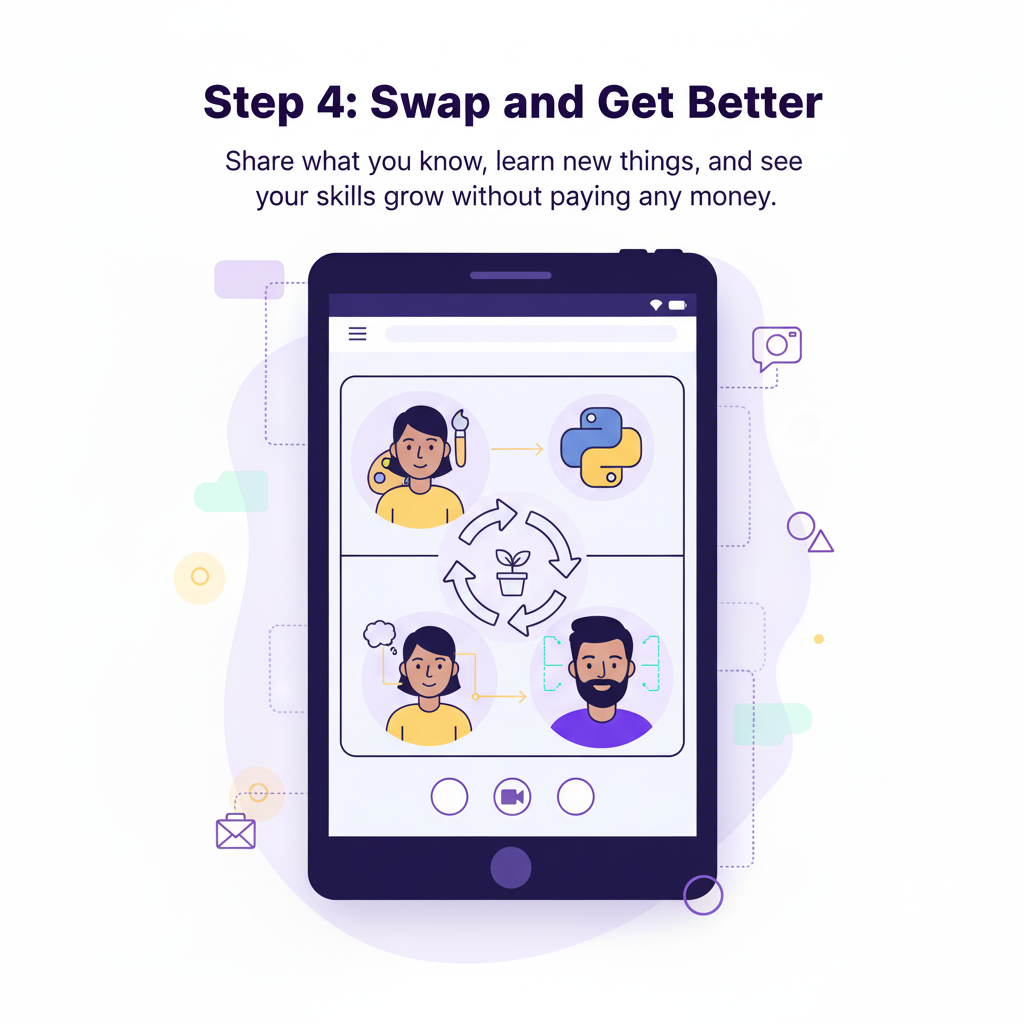 Step 4: Swap and Get Better
Share what you know, learn new things, and see
your skills grow without paying any money.